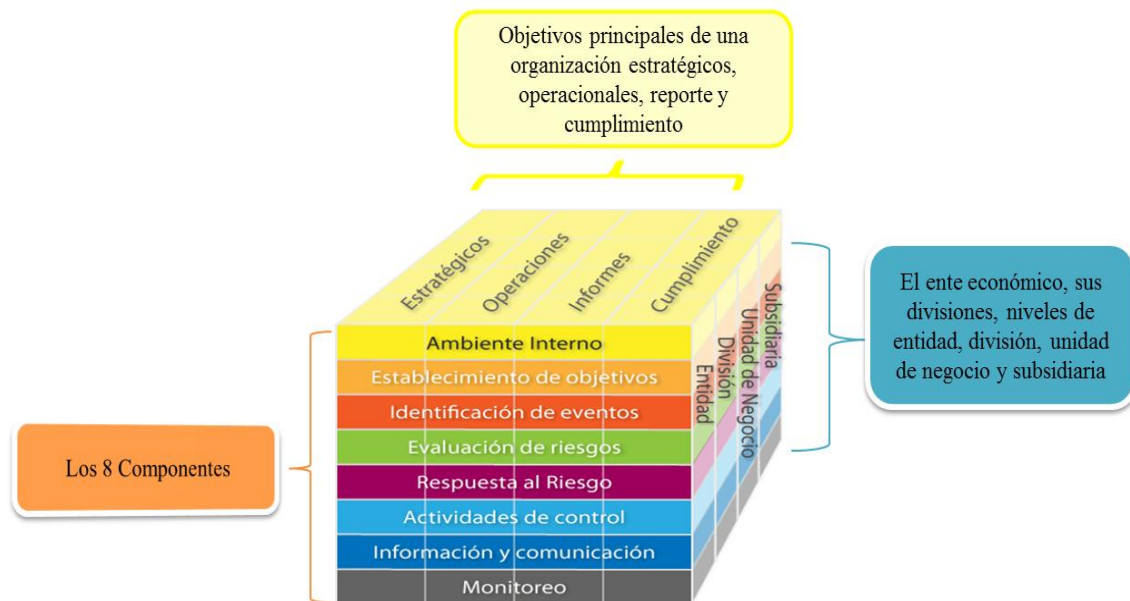 Objetivos principales de una
organización estratégicos,
operacionales, reporte y
cumplimiento
Estratégicos
Operaciones
Informes
Cumplimiento
Ambiente Interno
Establecimiento de objetivos
Identificación de eventos
Evaluación de riesgos
Respuesta al Riesgo
Actividades de control
Información y comunicación
Monitoreo
Entidad
División
Unidad de Negocio
Subsidiaria
Los 8 Componentes
El ente económico, sus
divisiones, niveles de
entidad, división, unidad
de negocio y subsidiaria